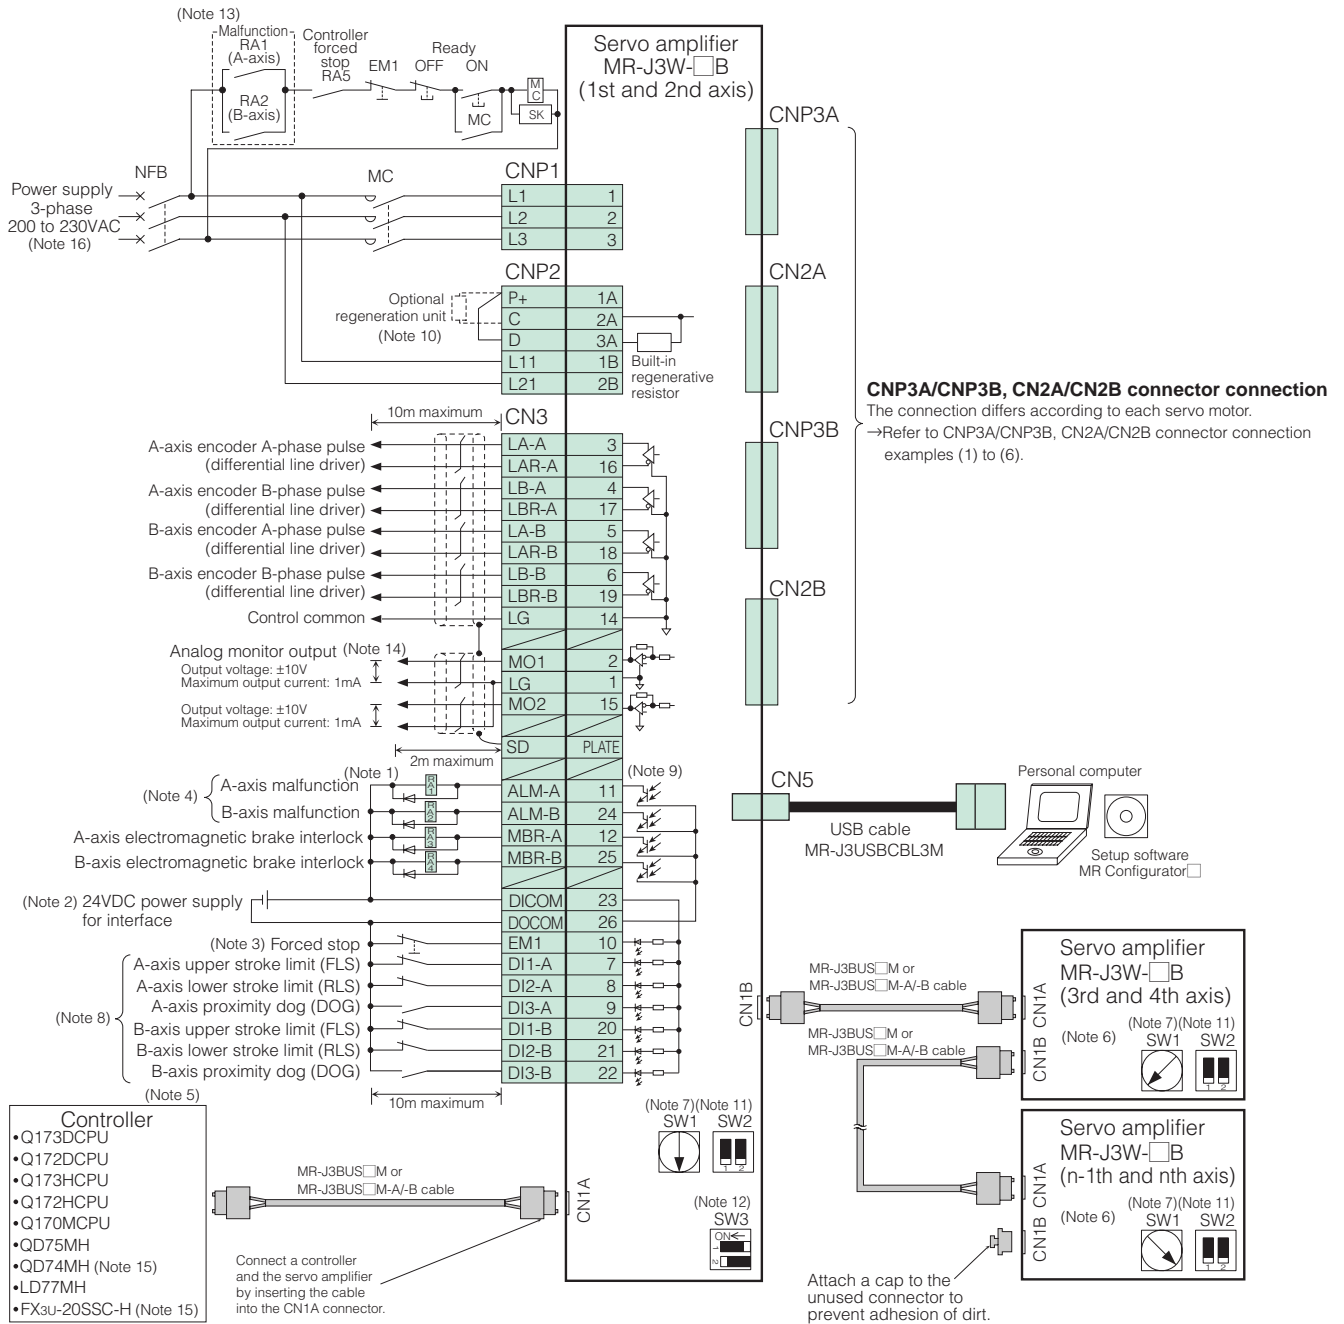 (Note 13)
Malfunction
RA1
(A-axis)
RA2
(B-axis)
Controller
forced
stop
RA5
EM1
Ready
OFF
ON
MC
M
C
SK
Servo amplifier
MR-J3W-□B
(1st and 2nd axis)
NFB
MC
Power supply
3-phase
200 to 230VAC
(Note 16)
CNP1
L1 1
L2 2
L3 3
CNP2
Optional
regeneration unit
(Note 10)
P+ 1A
C 2A
D 3A
L11 1B
L21 2B
Built-in
regenerative
resistor
CNP3A
CN2A
CNP3B
CN2B
CNP3A/CNP3B, CN2A/CN2B connector connection
The connection differs according to each servo motor.
→Refer to CNP3A/CNP3B, CN2A/CN2B connector connection
examples (1) to (6).
10m maximum
CN3
A-axis encoder A-phase pulse
(differential line driver)
A-axis encoder B-phase pulse
(differential line driver)
B-axis encoder A-phase pulse
(differential line driver)
B-axis encoder B-phase pulse
(differential line driver)
Control common
LA-A 3
LAR-A 16
LB-A 4
LBR-A 17
LA-B 5
LAR-B 18
LB-B 6
LBR-B 19
LG 14
Analog monitor output (Note 14)
Output voltage: ±10V
Maximum output current: 1mA
Output voltage: ±10V
Maximum output current: 1mA
MO1 2
LG 1
MO2 15
SD PLATE
2m maximum
(Note 1)
(Note 4)
A-axis malfunction
B-axis malfunction
A-axis electromagnetic brake interlock
B-axis electromagnetic brake interlock
RA1
RA2
RA3
RA4
ALM-A 11
ALM-B 24
MBR-A 12
MBR-B 25
(Note 9)
(Note 2) 24VDC power supply
for interface
DICOM 23
DOCOM 26
(Note 3) Forced stop
EM1 10
(Note 8)
A-axis upper stroke limit (FLS)
DI1-A 7
A-axis lower stroke limit (RLS)
DI2-A 8
A-axis proximity dog (DOG)
DI3-A 9
B-axis upper stroke limit (FLS)
DI1-B 20
B-axis lower stroke limit (RLS)
DI2-B 21
B-axis proximity dog (DOG)
DI3-B 22
10m maximum
CN5
USB cable
MR-J3USBCBL3M
Personal computer
Setup software
MR Configurator□
(Note 5)
Controller
•Q173DCPU
•Q172DCPU
•Q173HCPU
•Q172HCPU
•Q170MCPU
•QD75MH
•QD74MH (Note 15)
•LD77MH
•FX3U-20SSC-H (Note 15)
MR-J3BUS□M or
MR-J3BUS□M-A/-B cable
CN1A
Connect a controller
and the servo amplifier
by inserting the cable
into the CN1A connector.
(Note 7)(Note 11)
SW1 SW2
1 2
(Note 12)
SW3
ON←
1
2
CN1B
MR-J3BUS□M or
MR-J3BUS□M-A/-B cable
MR-J3BUS□M or
MR-J3BUS□M-A/-B cable
CN1A
CN1B
Servo amplifier
MR-J3W-□B
(3rd and 4th axis)
(Note 6)
(Note 7)(Note 11)
SW1 SW2
1 2
CN1A
CN1B
Servo amplifier
MR-J3W-□B
(n-1th and nth axis)
(Note 6)
(Note 7)(Note 11)
SW1 SW2
1 2
Attach a cap to the
unused connector to
prevent adhesion of dirt.